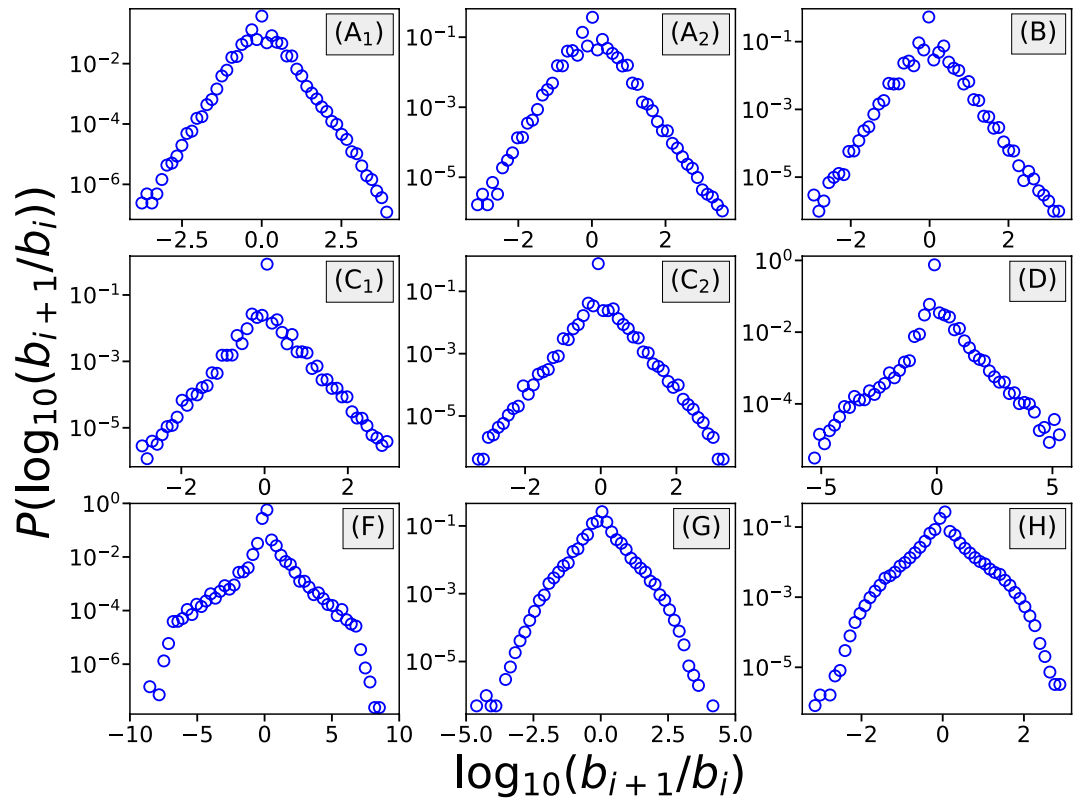 P(log₁₀(bᵢ₊₁/bᵢ))
(A₁)
10⁻²
10⁻⁴
10⁻⁶
−2.5 0.0 2.5
(A₂)
10⁻¹
10⁻³
10⁻⁵
−2 0 2
(B)
10⁻¹
10⁻³
10⁻⁵
−2 0 2
(C₁)
10⁻¹
10⁻³
10⁻⁵
−2 0 2
(C₂)
10⁻¹
10⁻³
10⁻⁵
−2 0 2
(D)
10⁰
10⁻²
10⁻⁴
−5 0 5
(F)
10⁰
10⁻²
10⁻⁴
10⁻⁶
−10 −5 0 5 10
(G)
10⁻¹
10⁻³
10⁻⁵
−5.0 −2.5 0.0 2.5 5.0
(H)
10⁻¹
10⁻³
10⁻⁵
−2 0 2
log₁₀(bᵢ₊₁/bᵢ)